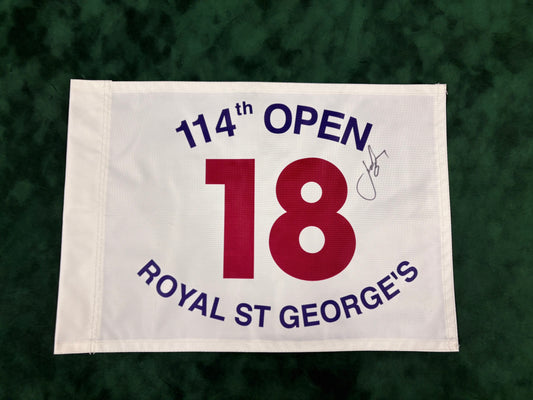 114th OPEN
18
ROYAL ST GEORGE'S